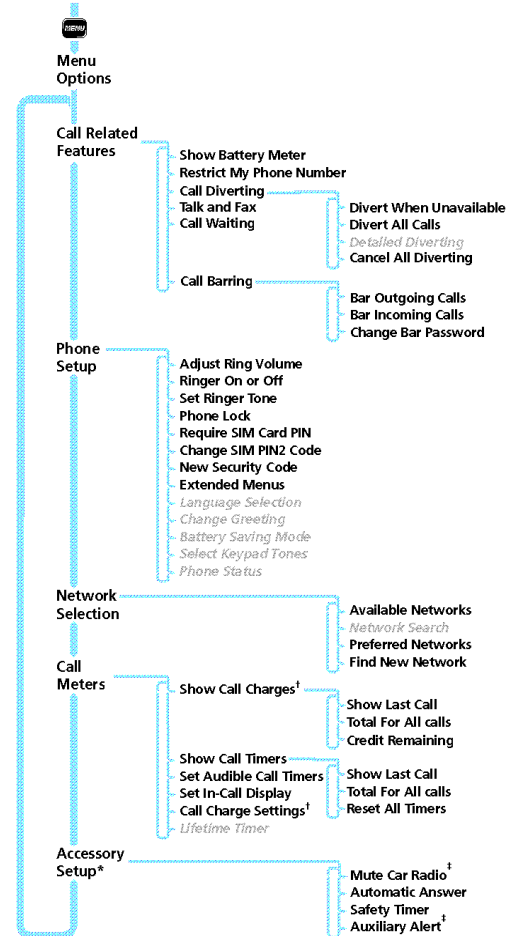 MENU
Menu
Options
Call Related
Features
Show Battery Meter
Restrict My Phone Number
Call Diverting
Talk and Fax
Call Waiting
Divert When Unavailable
Divert All Calls
Detailed Diverting
Cancel All Diverting
Call Barring
Bar Outgoing Calls
Bar Incoming Calls
Change Bar Password
Phone
Setup
Adjust Ring Volume
Ringer On or Off
Set Ringer Tone
Phone Lock
Require SIM Card PIN
Change SIM PIN2 Code
New Security Code
Extended Menus
Language Selection
Change Greeting
Battery Saving Mode
Select Keypad Tones
Phone Status
Network
Selection
Available Networks
Network Search
Preferred Networks
Find New Network
Call
Meters
Show Call Charges†
Show Last Call
Total For All calls
Credit Remaining
Show Call Timers
Set Audible Call Timers
Set In-Call Display
Call Charge Settings†
Lifetime Timer
Show Last Call
Total For All calls
Reset All Timers
Accessory
Setup*
Mute Car Radio‡
Automatic Answer
Safety Timer
Auxiliary Alert‡